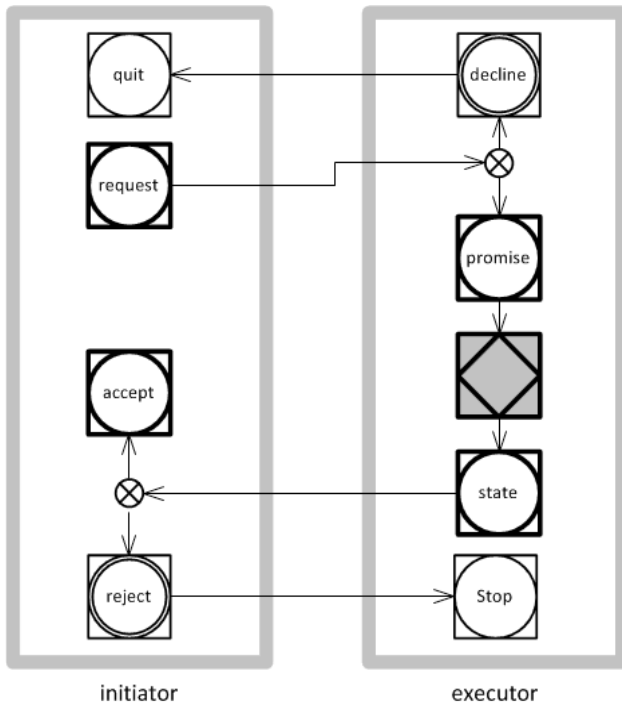 quit
decline
request
promise
accept
state
reject
Stop
initiator
executor